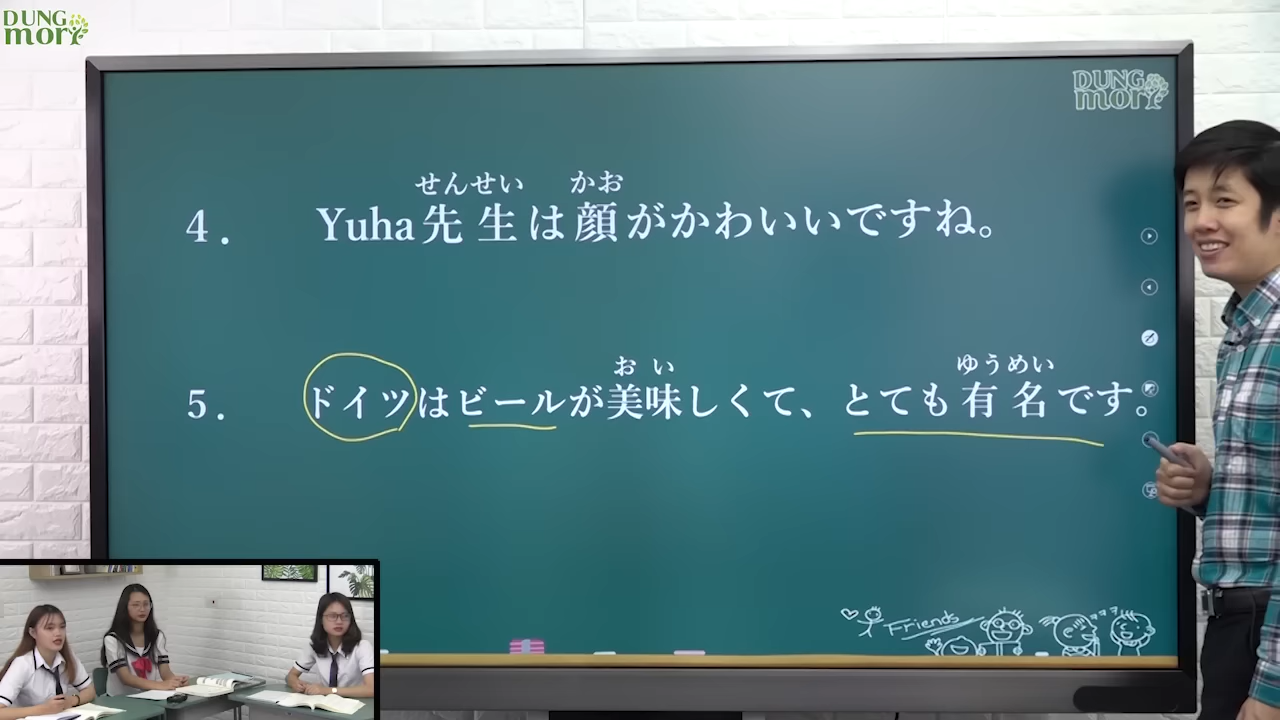 DUNG
mori
DUNG
mori
せんせい かお
4. Yuha先生は顔がかわいいですね。
おい ゆうめい
5. ドイツはビールが美味しくて、とても有名です。
Friends